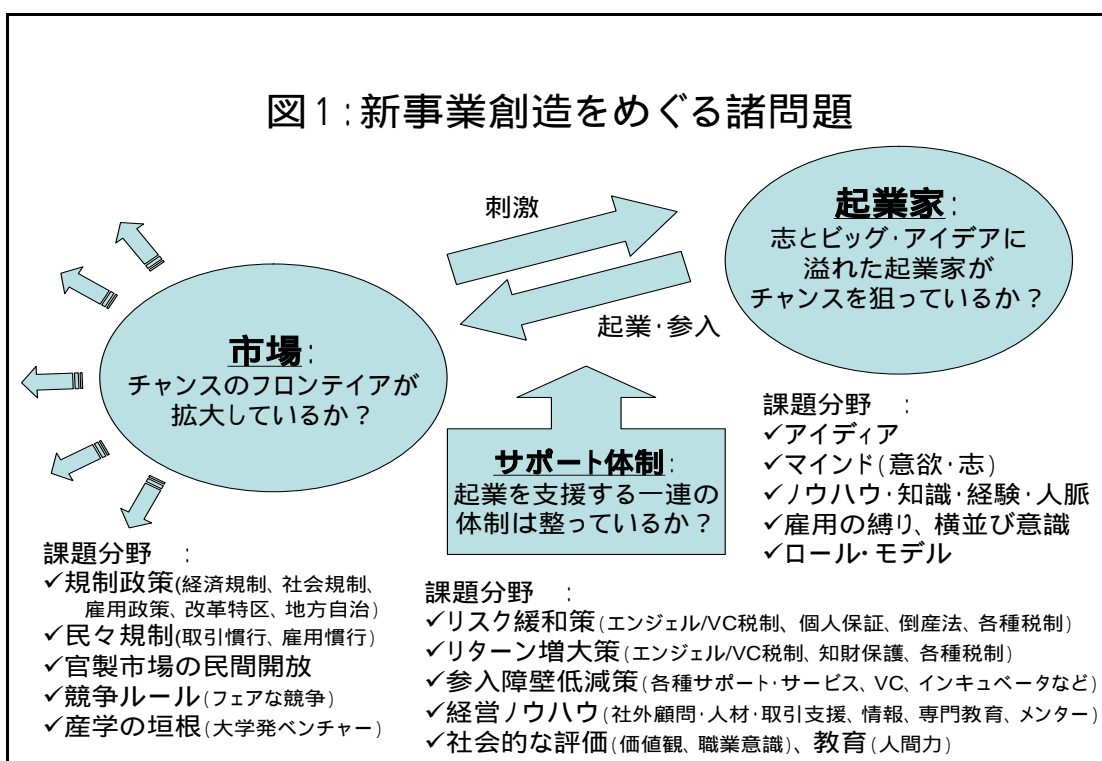 図1:新事業創造をめぐる諸問題
刺激
起業・参入
起業家:
志とビッグ・アイデアに
溢れた起業家が
チャンスを狙っているか?
市場:
チャンスのフロンテイアが
拡大しているか?
サポート体制:
起業を支援する一連の
体制は整っているか?
課題分野 :
✓アイディア
✓マインド(意欲・志)
✓ノウハウ・知識・経験・人脈
✓雇用の縛り、横並び意識
✓ロール・モデル
課題分野 :
✓規制政策(経済規制、社会規制、
雇用政策、改革特区、地方自治)
✓民々規制(取引慣行、雇用慣行)
✓官製市場の民間開放
✓競争ルール(フェアな競争)
✓産学の垣根(大学発ベンチャー)
課題分野 :
✓リスク緩和策(エンジェル/VC税制、個人保証、倒産法、各種税制)
✓リターン増大策(エンジェル/VC税制、知財保護、各種税制)
✓参入障壁低減策(各種サポート・サービス、VC、インキュベータなど)
✓経営ノウハウ(社外顧問・人材・取引支援、情報、専門教育、メンター)
✓社会的な評価(価値観、職業意識)、教育(人間力)